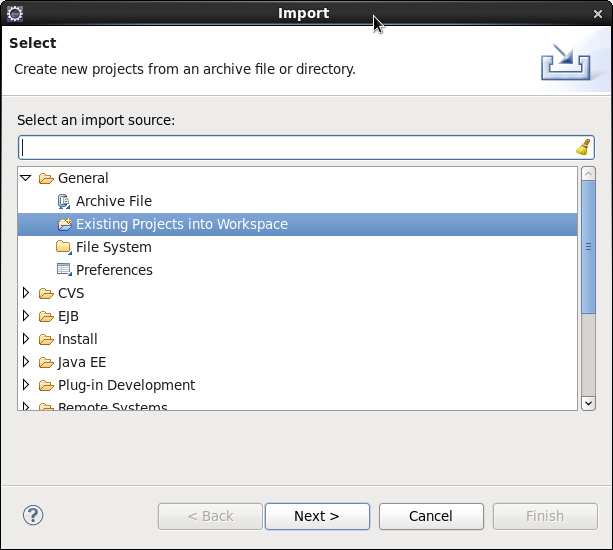 Import
Select
Create new projects from an archive file or directory.
Select an import source:
General
Archive File
Existing Projects into Workspace
File System
Preferences
CVS
EJB
Install
Java EE
Plug-in Development
Remote Systems
?
< Back
Next >
Cancel
Finish